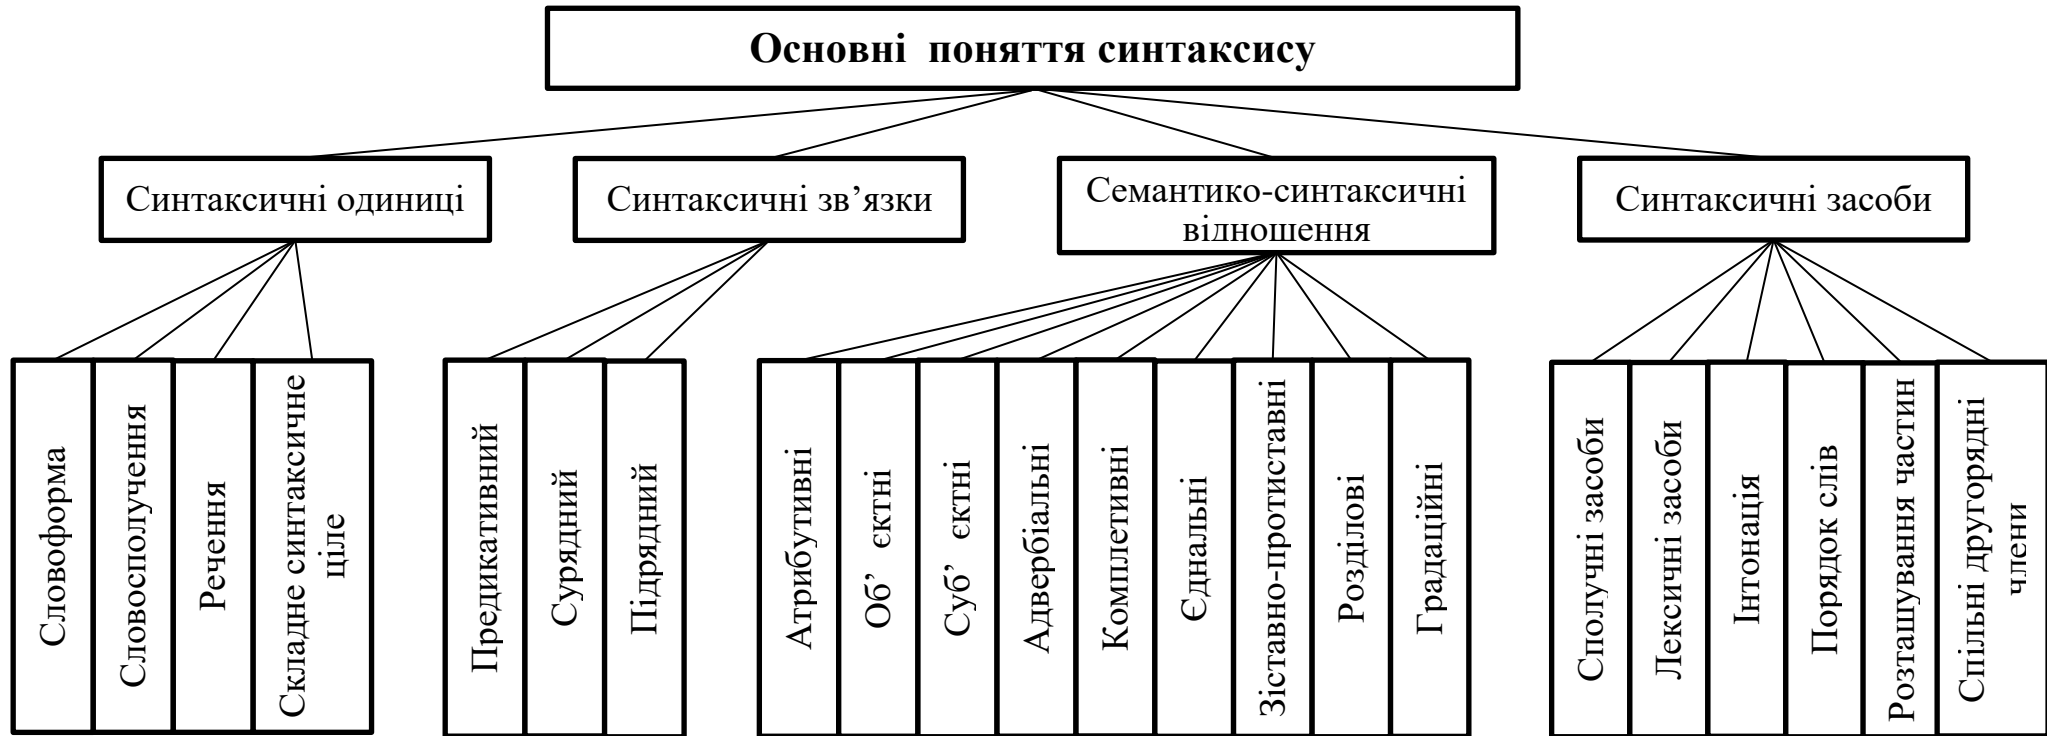 Основні поняття синтаксису
Синтаксичні одиниці
Синтаксичні зв’язки
Семантико-синтаксичні
відношення
Синтаксичні засоби
Словоформа
Словосполучення
Речення
Складне синтаксичне
ціле
Предикативний
Сурядний
Підрядний
Атрибутивні
Об’ єктні
Суб’ єктні
Адвербіальні
Комплетивні
Єднальні
Зіставно-протиставні
Розділові
Градаційні
Сполучні засоби
Лексичні засоби
Інтонація
Порядок слів
Розташування частин
Спільні другорядні
члени